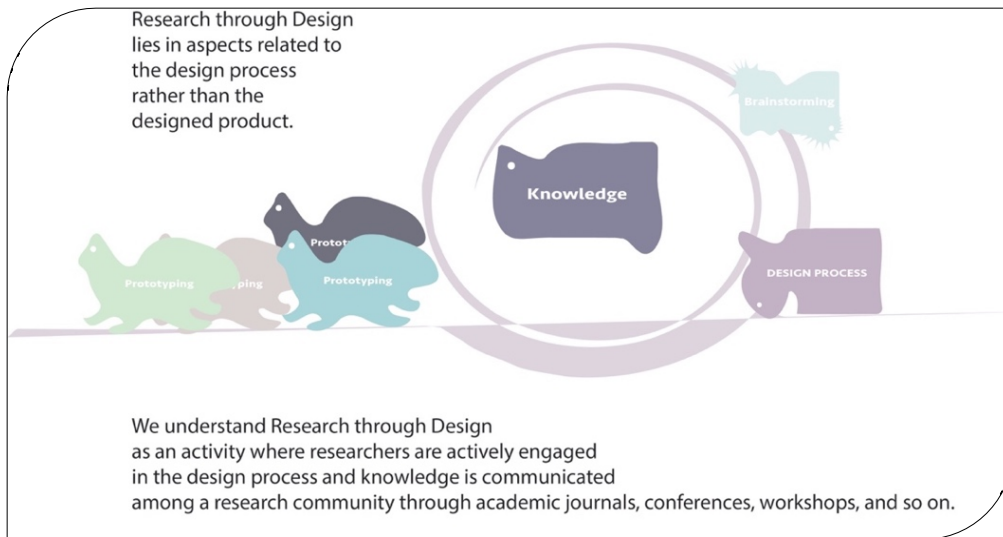 Research through Design
lies in aspects related to
the design process
rather than the
designed product.
Brainstorming
Knowledge
Prototyping
Prototyping
DESIGN PROCESS
We understand Research through Design
as an activity where researchers are actively engaged
in the design process and knowledge is communicated
among a research community through academic journals, conferences, workshops, and so on.